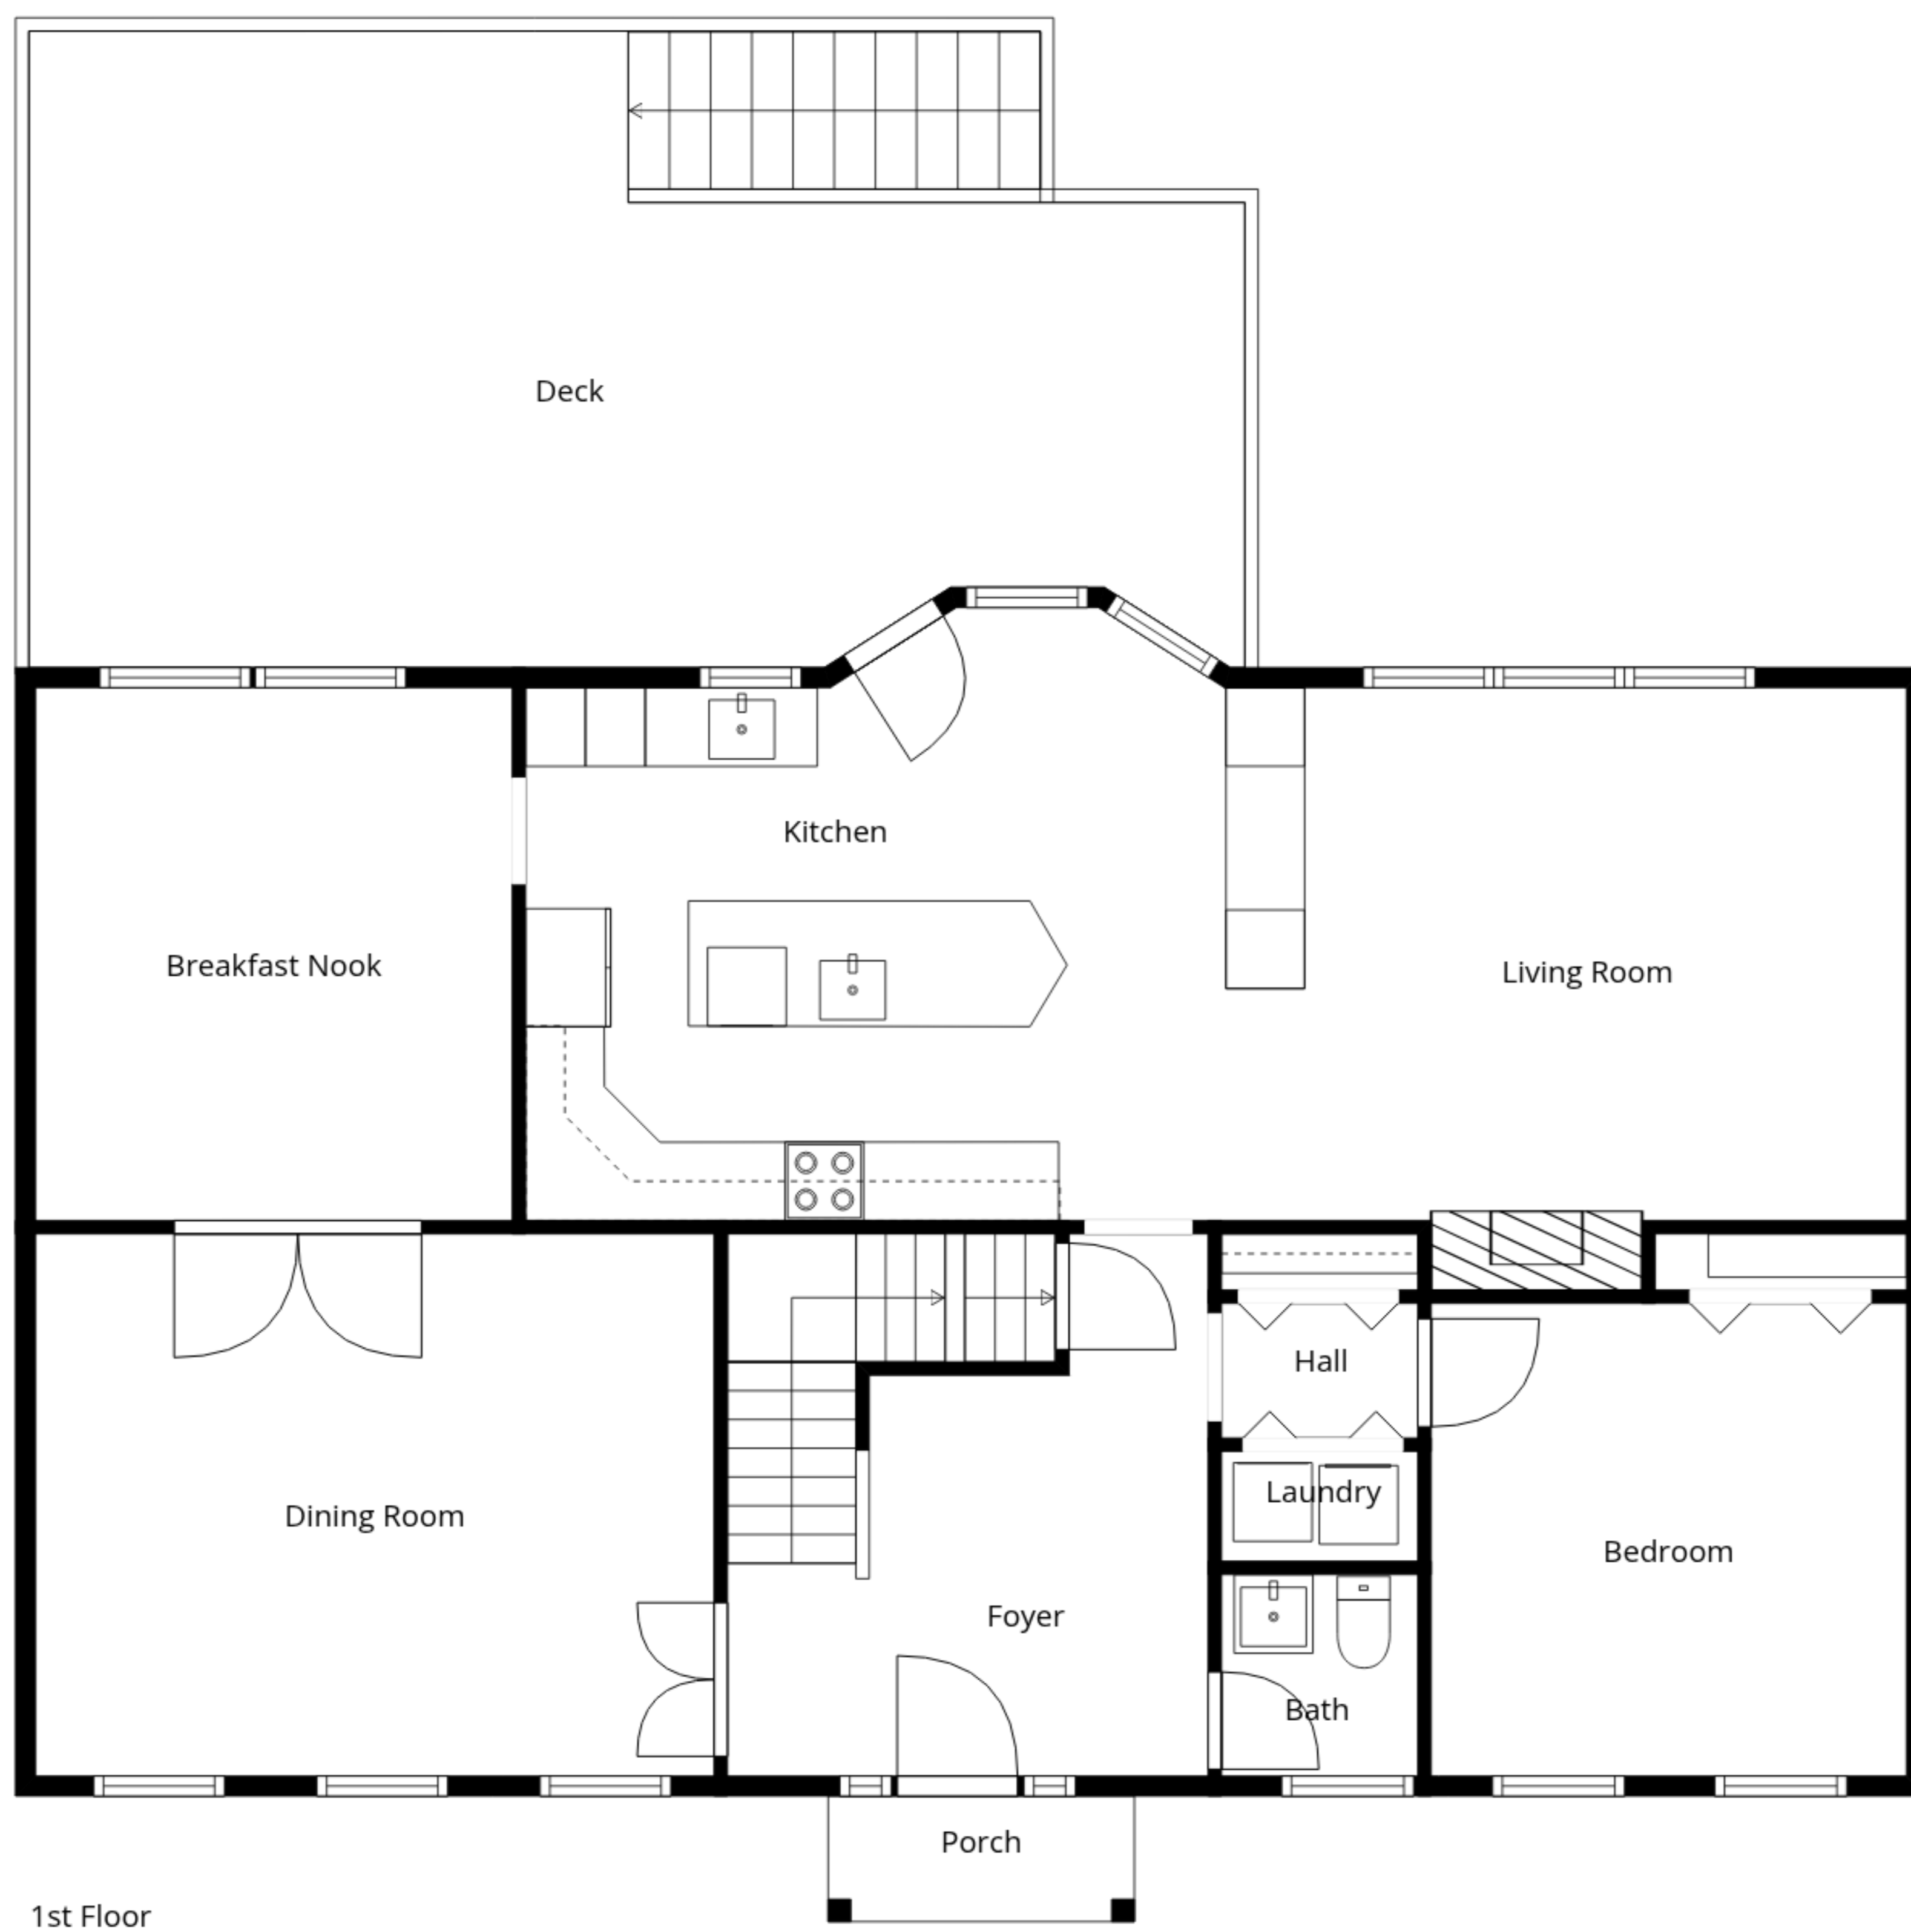 Deck
Kitchen
Breakfast Nook
Living Room
Hall
Laundry
Dining Room
Bedroom
Foyer
Bath
Porch
1st Floor